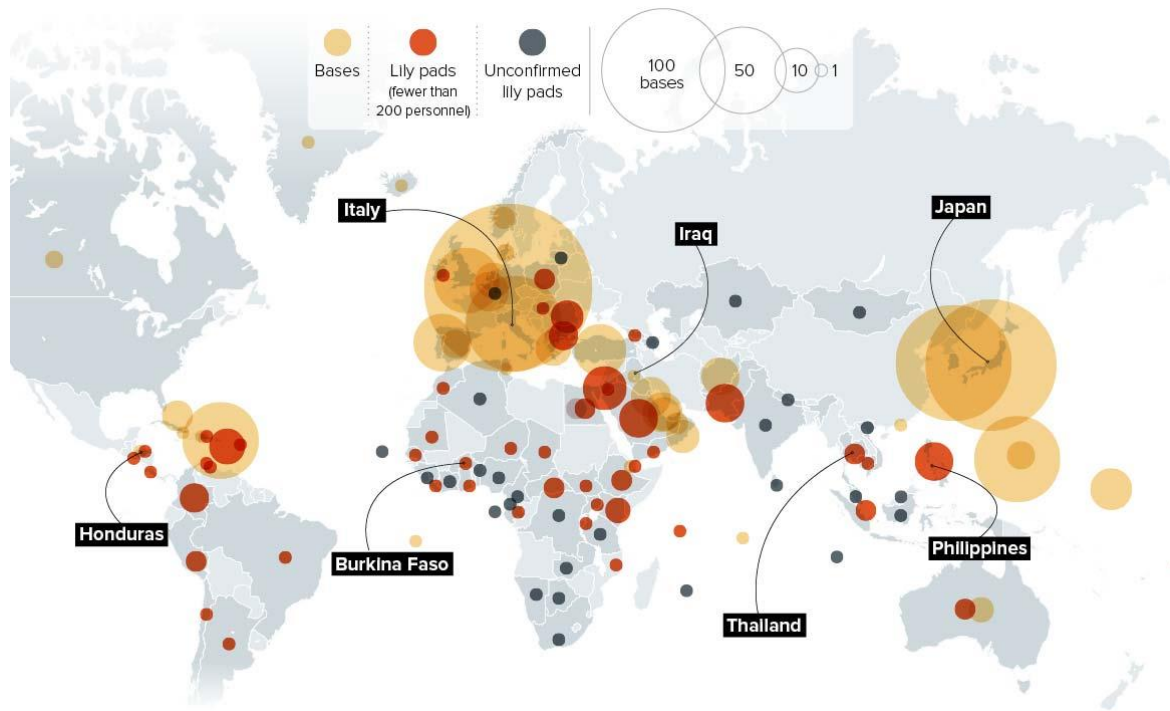 Bases
Lily pads
(fewer than
200 personnel)
Unconfirmed
lily pads
100
bases
50
10
1
Italy
Iraq
Japan
Honduras
Burkina Faso
Thailand
Philippines